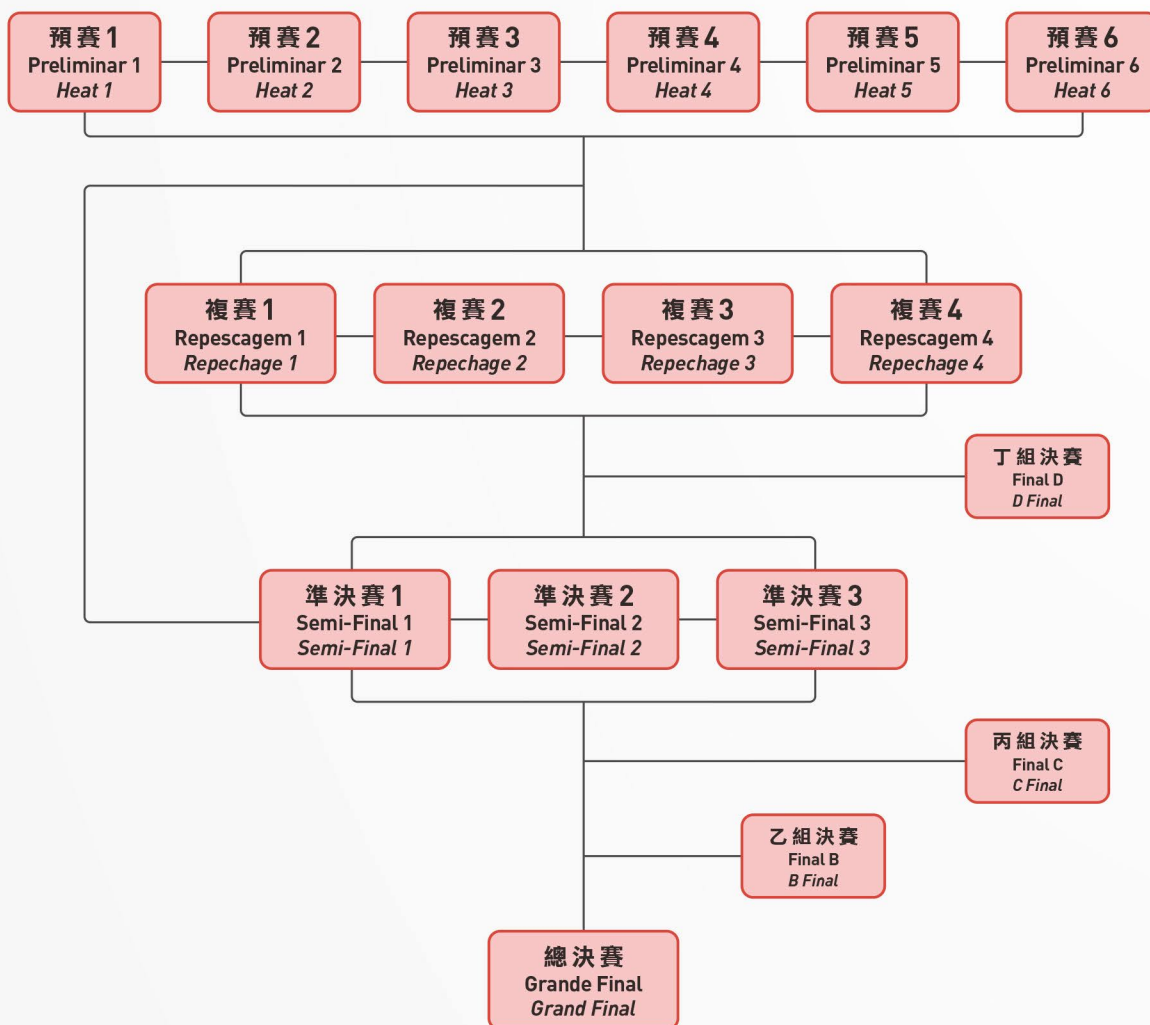 預賽1
Preliminar 1
Heat 1
預賽2
Preliminar 2
Heat 2
預賽3
Preliminar 3
Heat 3
預賽4
Preliminar 4
Heat 4
預賽5
Preliminar 5
Heat 5
預賽6
Preliminar 6
Heat 6
複賽1
Repescagem 1
Repechage 1
複賽2
Repescagem 2
Repechage 2
複賽3
Repescagem 3
Repechage 3
複賽4
Repescagem 4
Repechage 4
丁組決賽
Final D
D Final
準決賽1
Semi-Final 1
Semi-Final 1
準決賽2
Semi-Final 2
Semi-Final 2
準決賽3
Semi-Final 3
Semi-Final 3
丙組決賽
Final C
C Final
乙組決賽
Final B
B Final
總決賽
Grande Final
Grand Final